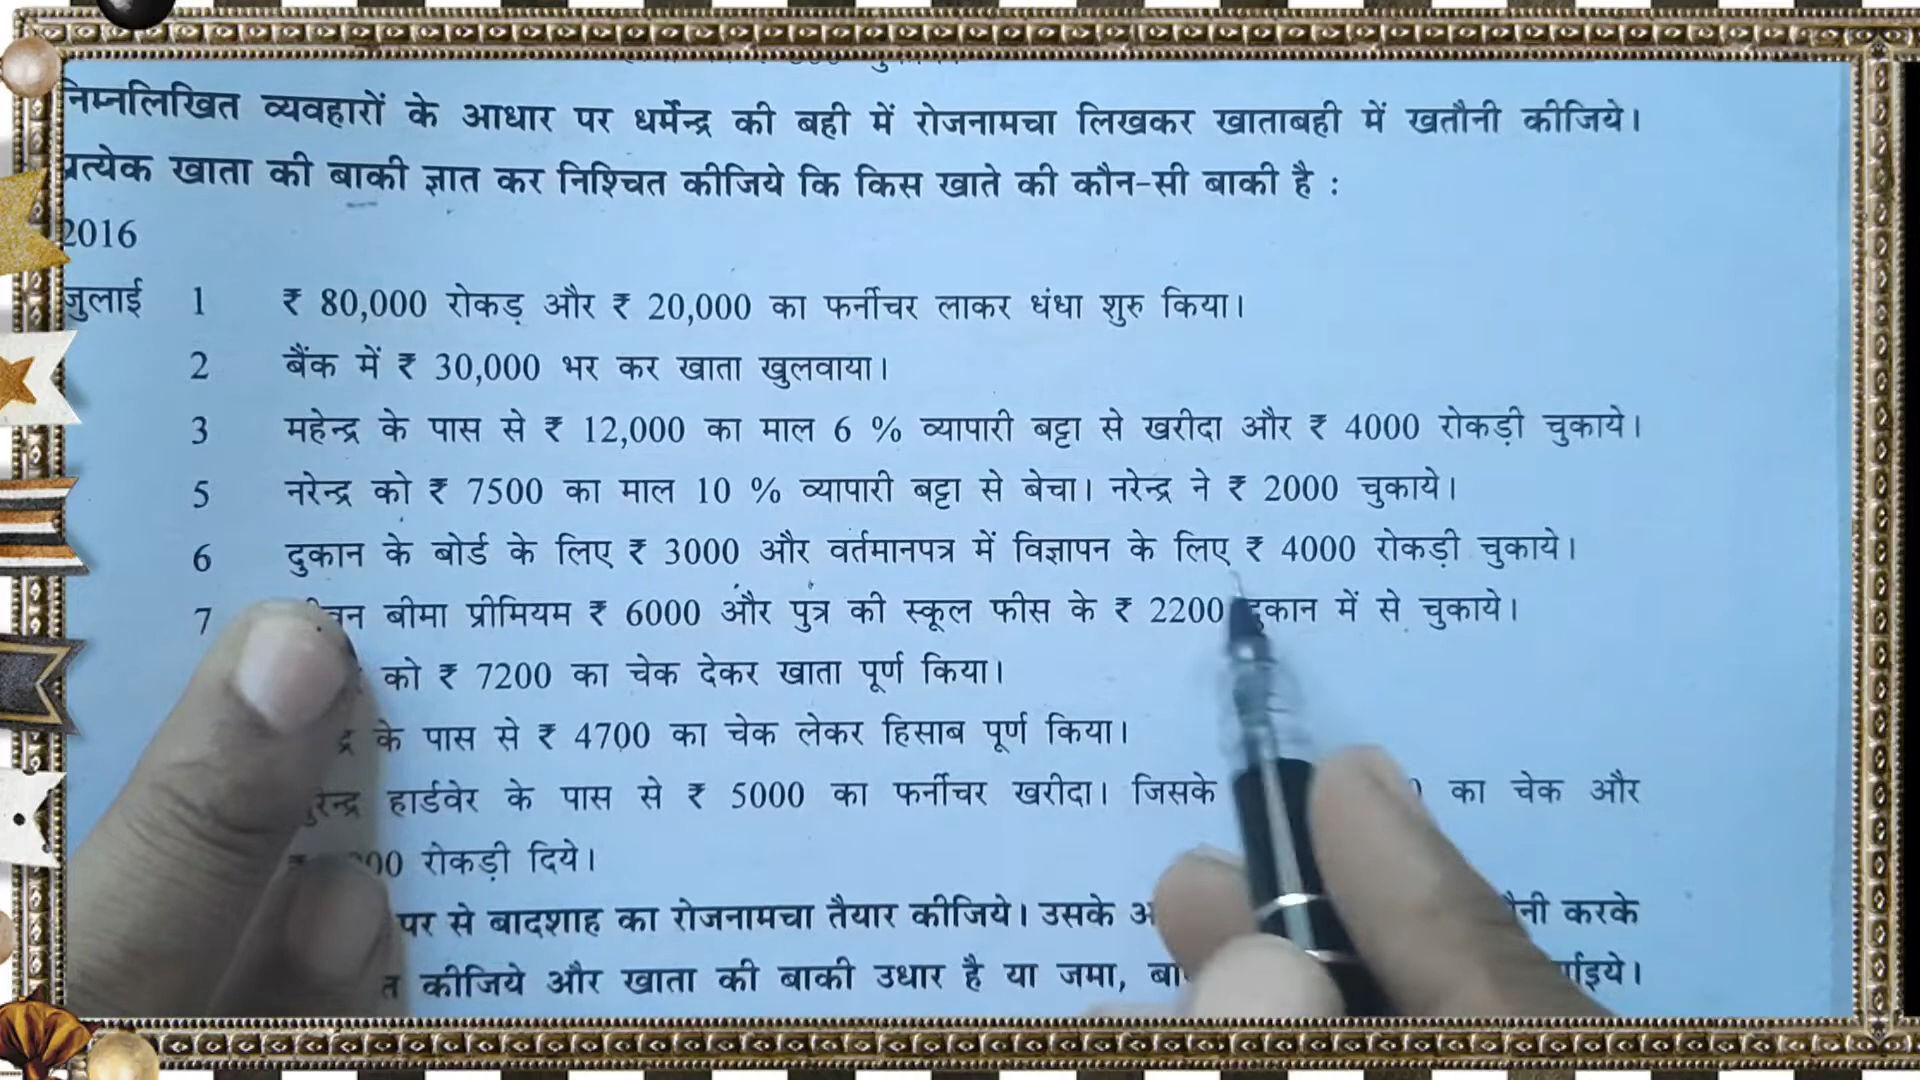 निम्नलिखित व्यवहारों के आधार पर धर्मेन्द्र की बही में रोजनामचा लिखकर खाताबही में खतौनी कीजिये।
प्रत्येक खाता की बाकी ज्ञात कर निश्चित कीजिये कि किस खाते की कौन-सी बाकी है :
2016
जुलाई 1 ₹ 80,000 रोकड़ और ₹ 20,000 का फर्नीचर लाकर धंधा शुरु किया।
2 बैंक में ₹ 30,000 भर कर खाता खुलवाया।
3 महेन्द्र के पास से ₹ 12,000 का माल 6 % व्यापारी बट्टा से खरीदा और ₹ 4000 रोकड़ी चुकाये।
5 नरेन्द्र को ₹ 7500 का माल 10 % व्यापारी बट्टा से बेचा। नरेन्द्र ने ₹ 2000 चुकाये।
6 दुकान के बोर्ड के लिए ₹ 3000 और वर्तमानपत्र में विज्ञापन के लिए ₹ 4000 रोकड़ी चुकाये।
7 बीमा प्रीमियम ₹ 6000 और पुत्र की स्कूल फीस के ₹ 2200 दुकान में से चुकाये।
को ₹ 7200 का चेक देकर खाता पूर्ण किया।
के पास से ₹ 4700 का चेक लेकर हिसाब पूर्ण किया।
हार्डवेर के पास से ₹ 5000 का फर्नीचर खरीदा। जिसके का चेक और
रोकड़ी दिये।
पर से बादशाह का रोजनामचा तैयार कीजिये। उसके करके
कीजिये और खाता की बाकी उधार है या जमा,